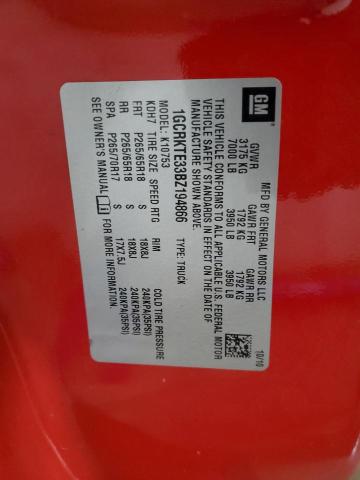 GM
MFD BY GENERAL MOTORS LLC
10/10
GVWR GAWR FRT GAWR RR
3175 KG 1792 KG 1792 KG
7000 LB 3950 LB 3950 LB
THIS VEHICLE CONFORMS TO ALL APPLICABLE U.S. FEDERAL MOTOR
VEHICLE SAFETY STANDARDS IN EFFECT ON THE DATE OF
MANUFACTURE SHOWN ABOVE.
1GCRKTE33BZ194866 TYPE: TRUCK
MODEL: K10753
KDH7 TIRE SIZE SPEED RTG RIM COLD TIRE PRESSURE
FRT P265/65R18 S 18X8J 240KPA(35PSI)
RR P265/65R18 S 18X8J 240KPA(35PSI)
SPA P265/70R17 S 17X7.5J 240KPA(35PSI)
SEE OWNER'S MANUAL FOR MORE INFORMATION.